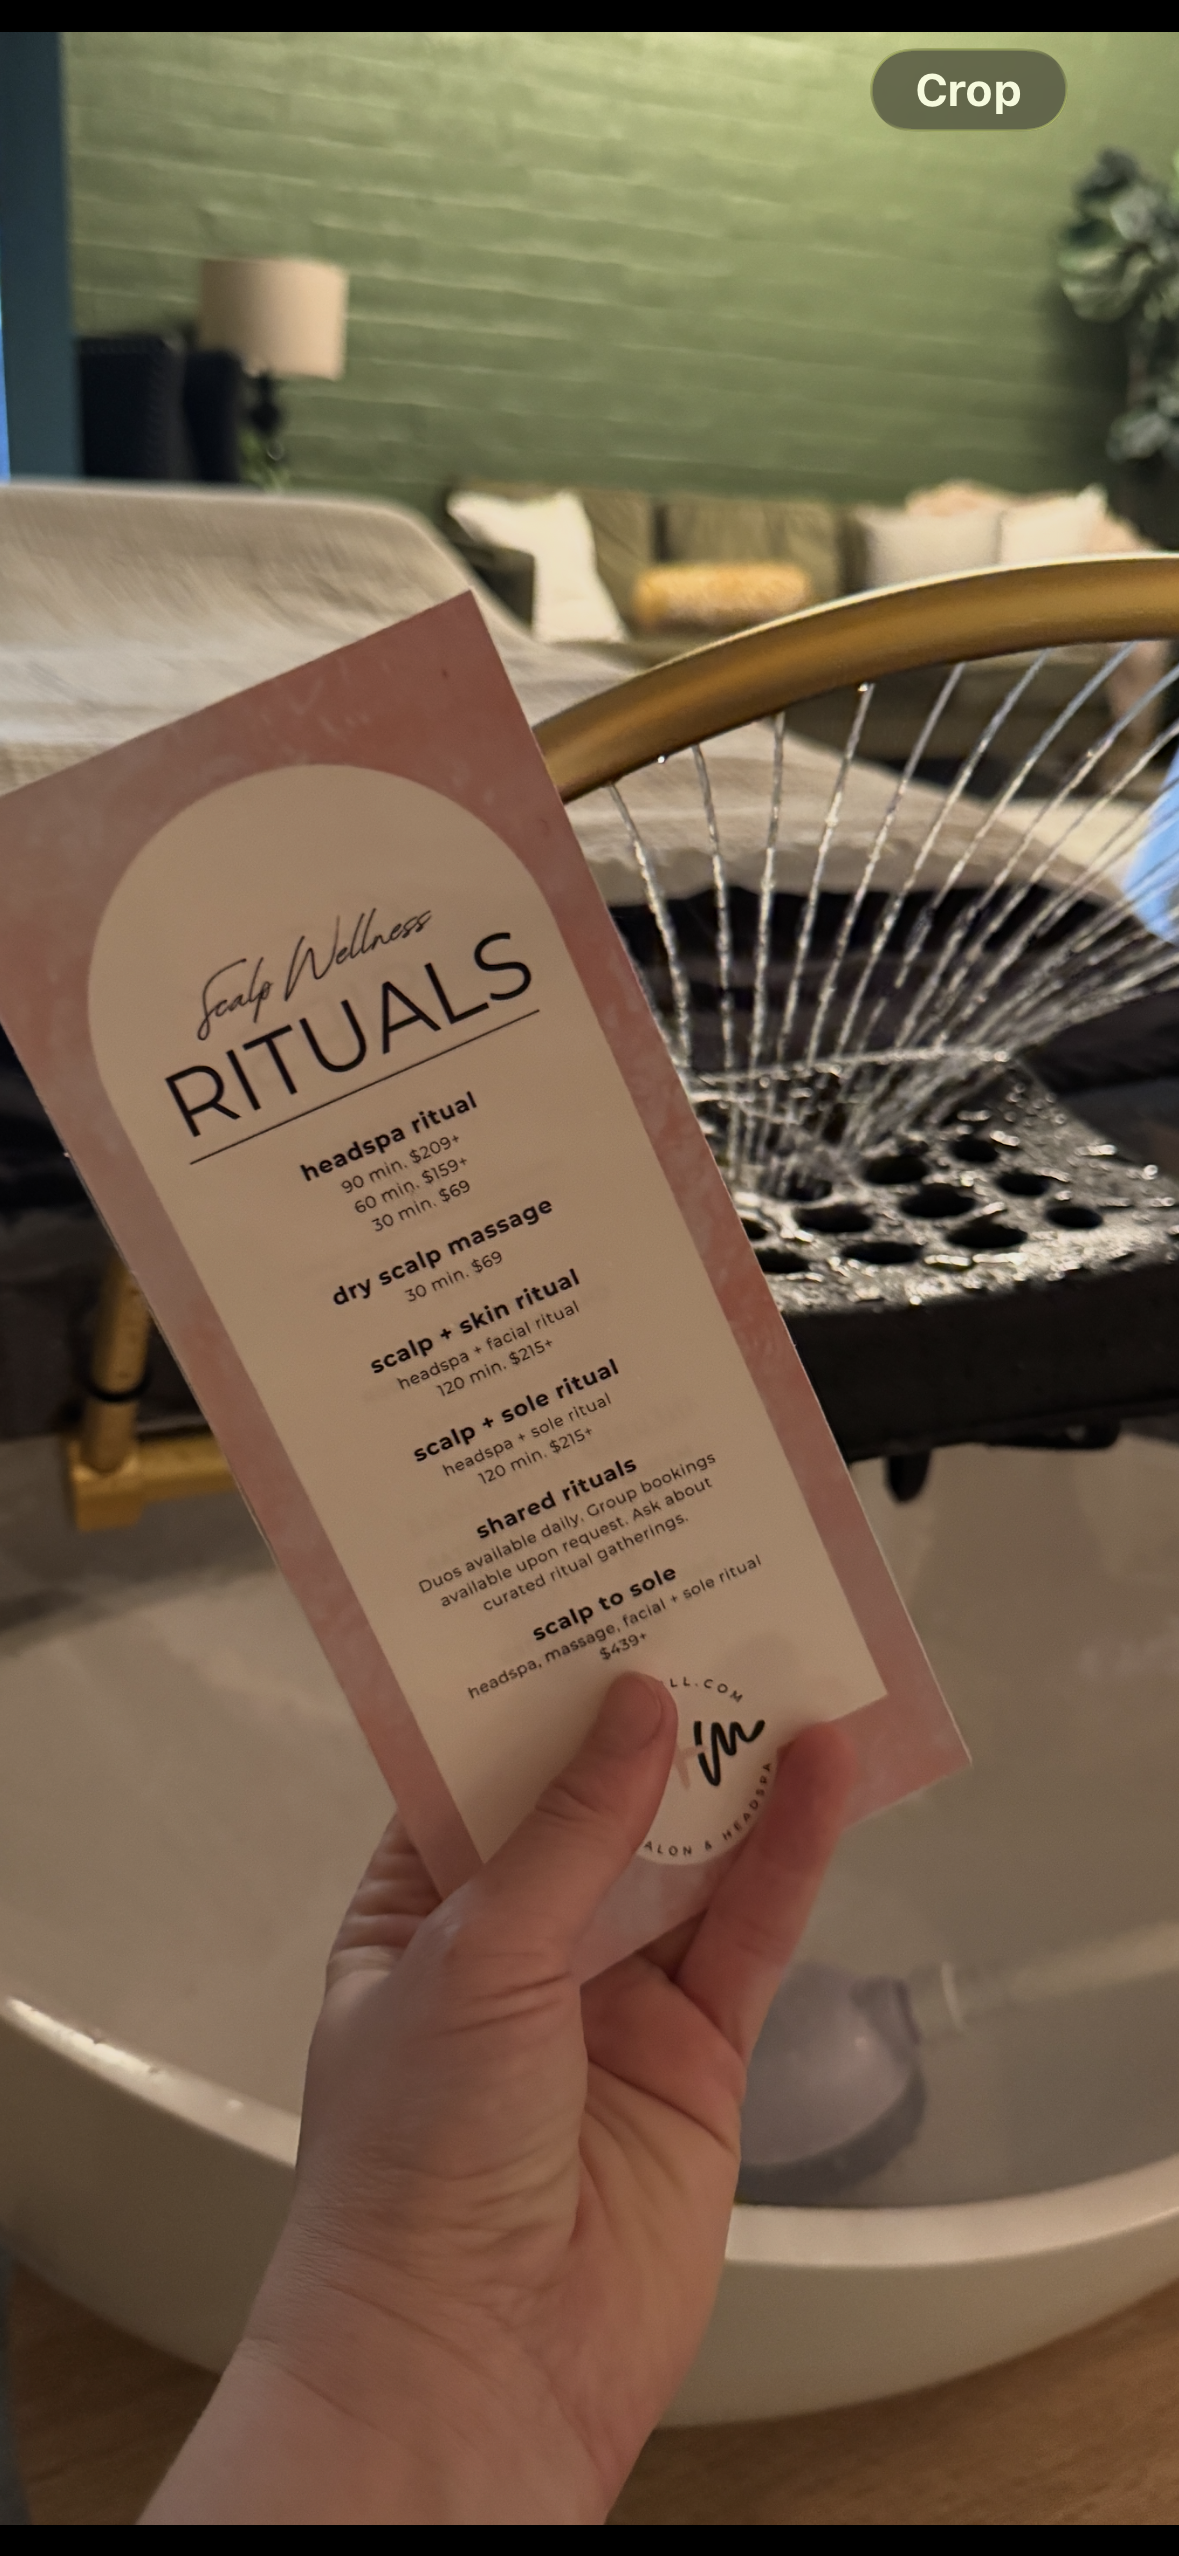 Crop
Scalp Wellness
RITUALS
headspa ritual
90 min. $209+
60 min. $159+
30 min. $69
dry scalp massage
30 min. $69
scalp + skin ritual
headspa + facial ritual
120 min. $215+
scalp + sole ritual
headspa + sole ritual
120 min. $215+
shared rituals
Duos available daily. Group bookings
available upon request. Ask about
curated ritual gatherings.
scalp to sole
headspa, massage, facial + sole ritual
$439+
LL.COM
ALON & HEADSPA